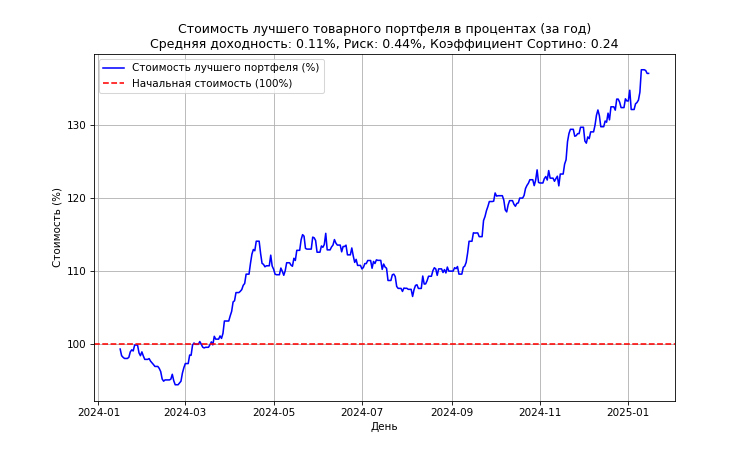 Стоимость лучшего товарного портфеля в процентах (за год)
Средняя доходность: 0.11%, Риск: 0.44%, Коэффициент Сортино: 0.24
Стоимость лучшего портфеля (%)
Начальная стоимость (100%)
Стоимость (%)
130
120
110
100
2024-01
2024-03
2024-05
2024-07
2024-09
2024-11
2025-01
День